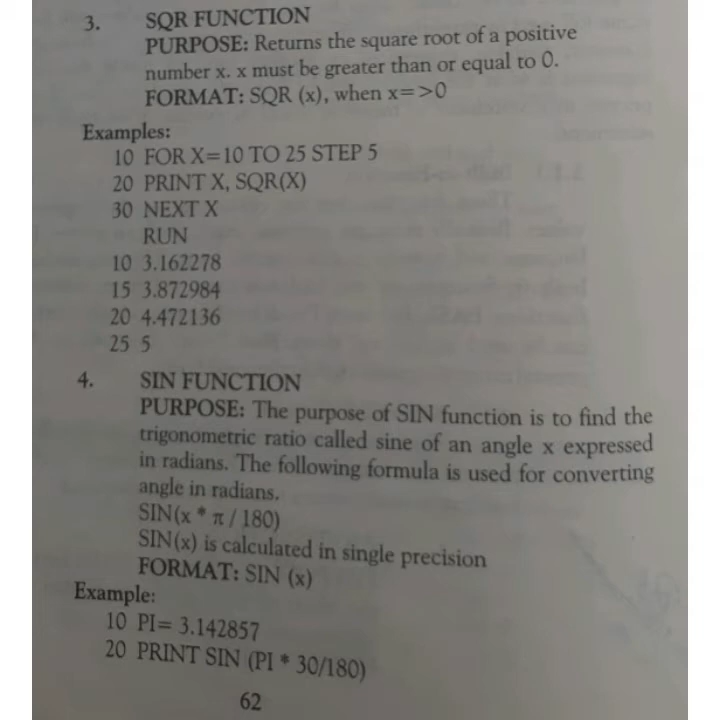 3. SQR FUNCTION
PURPOSE: Returns the square root of a positive
number x. x must be greater than or equal to 0.
FORMAT: SQR (x), when x=>0
Examples:
10 FOR X=10 TO 25 STEP 5
20 PRINT X, SQR(X)
30 NEXT X
RUN
10 3.162278
15 3.872984
20 4.472136
25 5
4. SIN FUNCTION
PURPOSE: The purpose of SIN function is to find the
trigonometric ratio called sine of an angle x expressed
in radians. The following formula is used for converting
angle in radians.
SIN(x * π / 180)
SIN(x) is calculated in single precision
FORMAT: SIN (x)
Example:
10 PI= 3.142857
20 PRINT SIN (PI * 30/180)
62